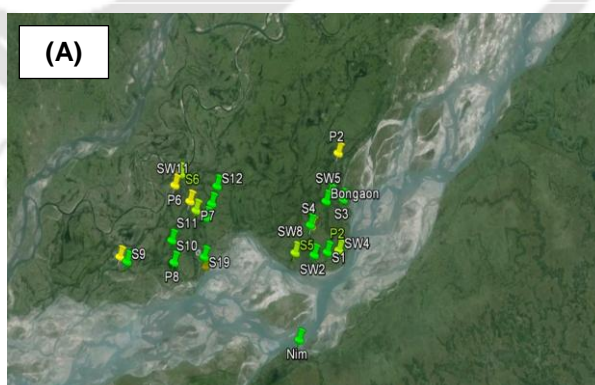 (A)
P2
SW11
S6
S12
SW5
Bongaon
P6
P7
S4
S3
S11
SW8
S5
P2
SW4
S10
S9
SW2
S1
P8
S19
Nim